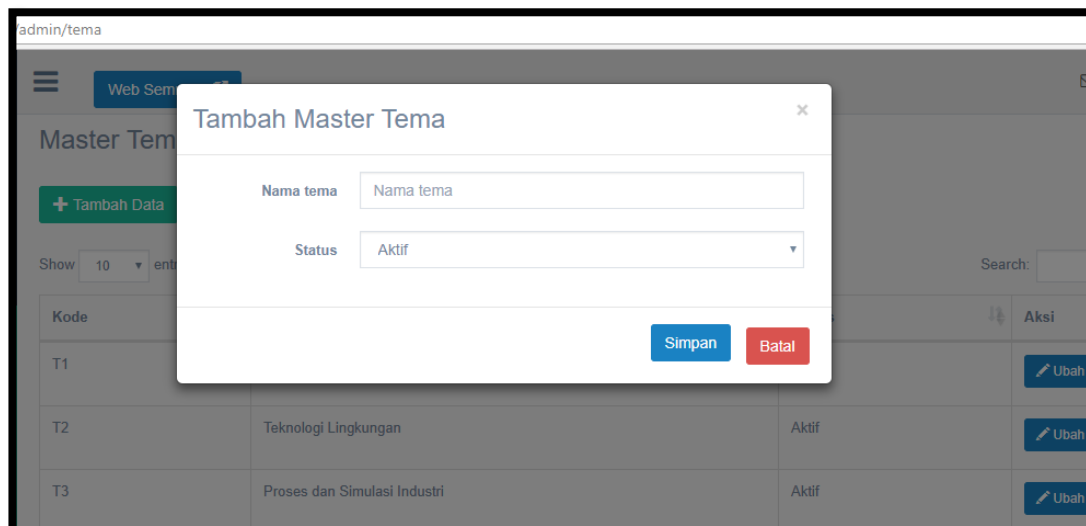 /admin/tema
Web Sem
Tambah Master Tema
×
Master Tem
Nama tema
Nama tema
Tambah Data
Status
Aktif
Show 10
Search:
Kode
Aksi
Simpan
Batal
T1
Ubah
T2
Teknologi Lingkungan
Aktif
Ubah
T3
Proses dan Simulasi Industri
Aktif
Ubah